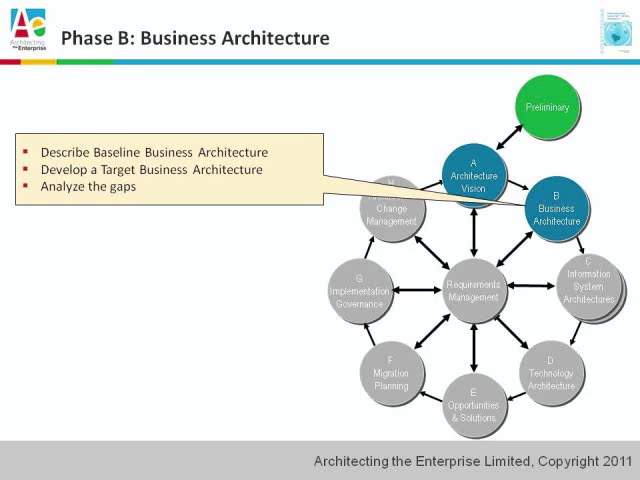 Architecting
the Enterprise
Phase B: Business Architecture
Preliminary
▪ Describe Baseline Business Architecture
▪ Develop a Target Business Architecture
▪ Analyze the gaps
A
Architecture
Vision
H
Change
Management
B
Business
Architecture
C
Information
System
Architectures
G
Implementation
Governance
Requirements
Management
F
Migration
Planning
D
Technology
Architecture
E
Opportunities
& Solutions
Architecting the Enterprise Limited, Copyright 2011